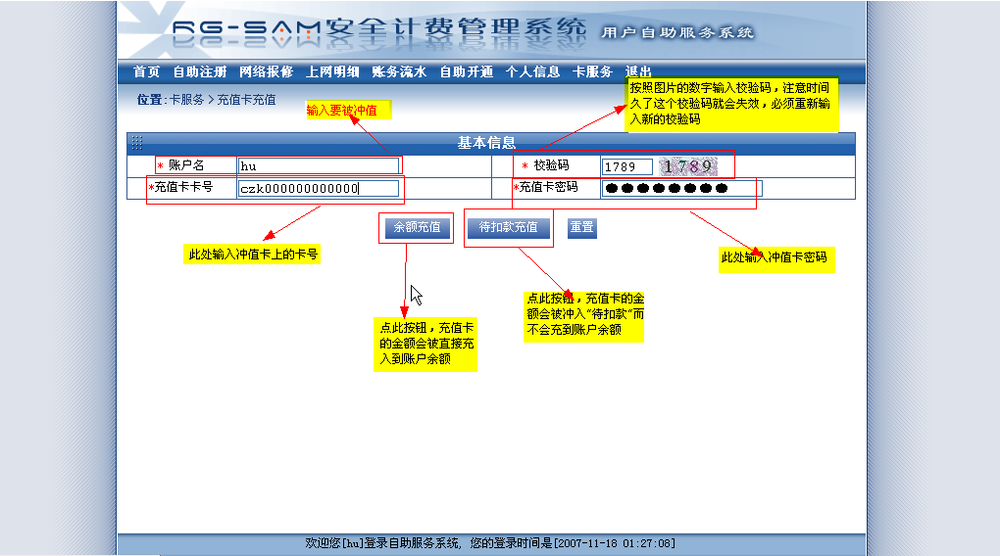 RG-SAM安全计费管理系统 用户自助服务系统
首页 自助注册 网络报修 上网明细 账务流水 自助开通 个人信息 卡服务 退出
位置:卡服务 > 充值卡充值
输入要被冲值
按照图片的数字输入校验码，注意时间
久了这个校验码就会失效，必须重新输
入新的校验码
基本信息
* 账户名 hu * 校验码 1789 1789
*充值卡卡号 czk000000000000 *充值卡密码 ●●●●●●●●
余额充值 待扣款充值 重置
此处输入冲值卡上的卡号
此处输入冲值卡密码
点此按钮，充值卡的金
额会被冲入“待扣款”而
不会充到账户余额
点此按钮，充值卡
的金额会被直接充
入到账户余额
欢迎您[hu]登录自助服务系统, 您的登录时间是[2007-11-18 01:27:08]